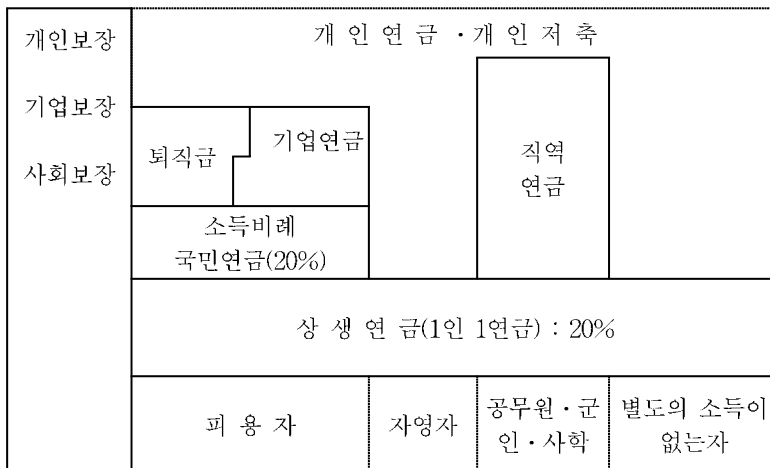 개인보장
기업보장
사회보장
개 인 연 금 · 개 인 저 축
퇴직금
기업연금
직역
연금
소득비례
국민연금(20%)
상 생 연 금(1인 1연금) : 20%
피 용 자
자영자
공무원 · 군
인 · 사학
별도의 소득이
없는자